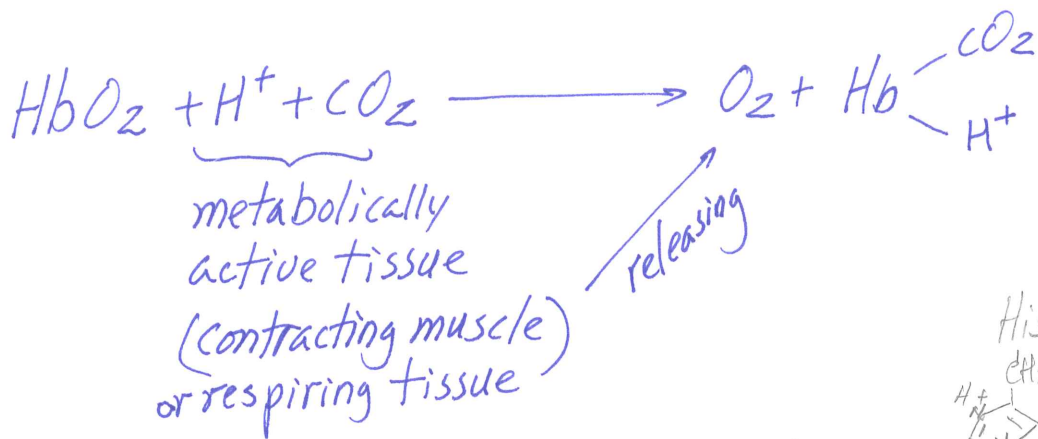 HbO₂ + H⁺ + CO₂ ⟶ O₂ + Hb
CO₂
H⁺
metabolically
active tissue
(contracting muscle)
or respiring tissue
releasing
H⁺